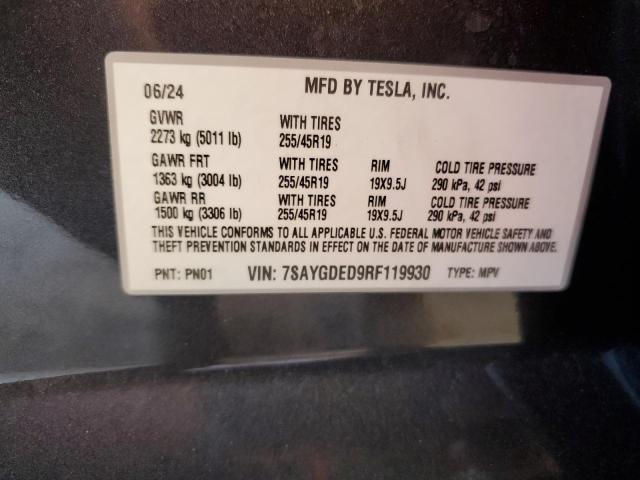 06/24 MFD BY TESLA, INC.
GVWR WITH TIRES
2273 kg (5011 lb) 255/45R19
GAWR FRT WITH TIRES RIM COLD TIRE PRESSURE
1363 kg (3004 lb) 255/45R19 19X9.5J 290 kPa, 42 psi
GAWR RR WITH TIRES RIM COLD TIRE PRESSURE
1500 kg (3306 lb) 255/45R19 19X9.5J 290 kPa, 42 psi
THIS VEHICLE CONFORMS TO ALL APPLICABLE U.S. FEDERAL MOTOR VEHICLE SAFETY AND
THEFT PREVENTION STANDARDS IN EFFECT ON THE DATE OF MANUFACTURE SHOWN ABOVE.
PNT: PN01 VIN: 7SAYGDED9RF119930 TYPE: MPV